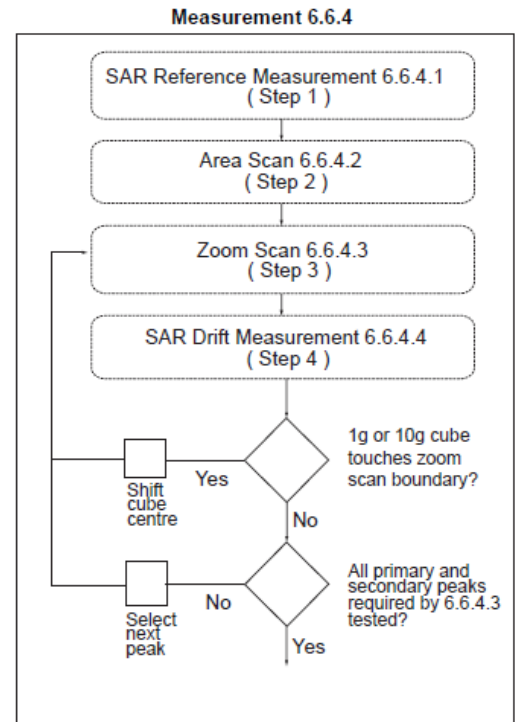 Measurement 6.6.4
SAR Reference Measurement 6.6.4.1
( Step 1 )
Area Scan 6.6.4.2
( Step 2 )
Zoom Scan 6.6.4.3
( Step 3 )
SAR Drift Measurement 6.6.4.4
( Step 4 )
1g or 10g cube
touches zoom
scan boundary?
Yes
Shift
cube
centre
No
All primary and
secondary peaks
required by 6.6.4.3
tested?
No
Select
next
peak
Yes